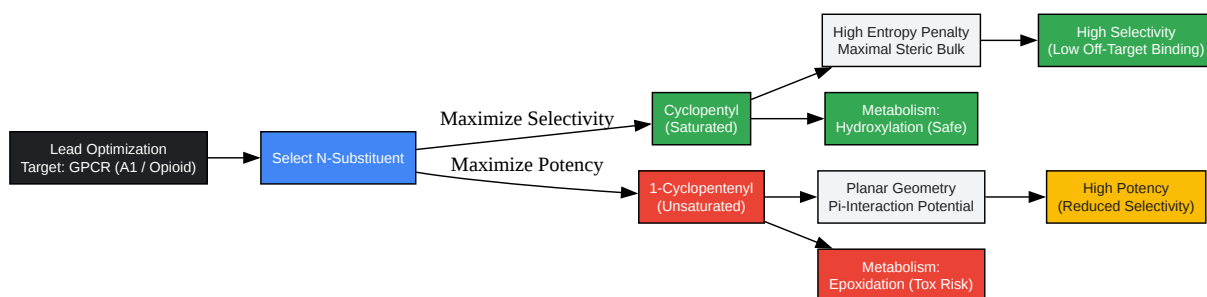 Lead Optimization
Target: GPCR (A1 / Opioid)
Select N-Substituent
Maximize Selectivity
Maximize Potency
Cyclopentyl
(Saturated)
1-Cyclopentenyl
(Unsaturated)
High Entropy Penalty
Maximal Steric Bulk
Metabolism:
Hydroxylation (Safe)
Planar Geometry
Pi-Interaction Potential
Metabolism:
Epoxidation (Tox Risk)
High Selectivity
(Low Off-Target Binding)
High Potency
(Reduced Selectivity)